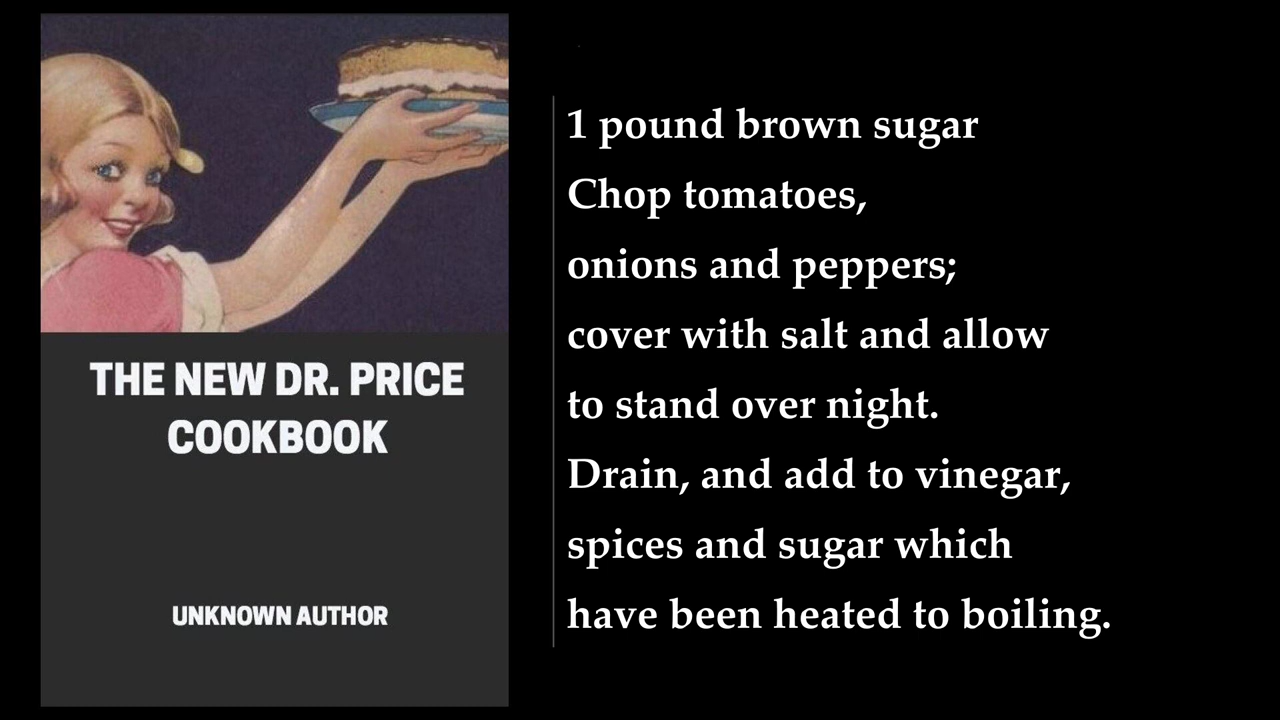 THE NEW DR. PRICE
COOKBOOK
UNKNOWN AUTHOR
1 pound brown sugar
Chop tomatoes,
onions and peppers;
cover with salt and allow
to stand over night.
Drain, and add to vinegar,
spices and sugar which
have been heated to boiling.